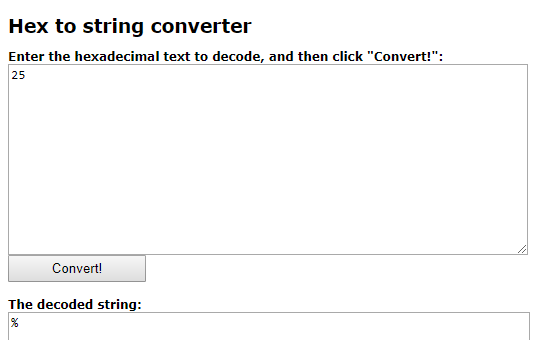 Hex to string converter
Enter the hexadecimal text to decode, and then click "Convert!":
25
Convert!
The decoded string:
%